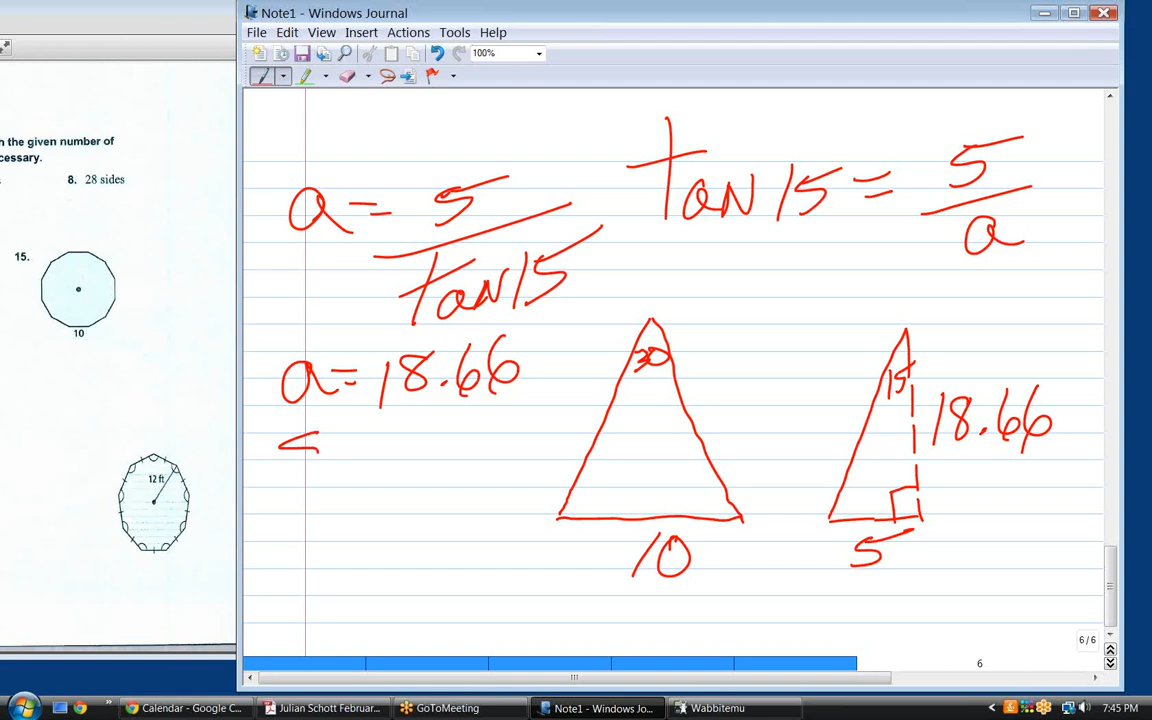 Note1 - Windows Journal
File Edit View Insert Actions Tools Help
100%
h the given number of
cessary.
8. 28 sides
15.
10
12 ft
a = 5 / tan 15
tan 15 = 5 / a
a = 18.66
30
10
15
18.66
5
6/6
6
Calendar - Google C...
Julian Schott Februar...
GoToMeeting
Note1 - Windows Jo...
Wabbitemu
7:45 PM